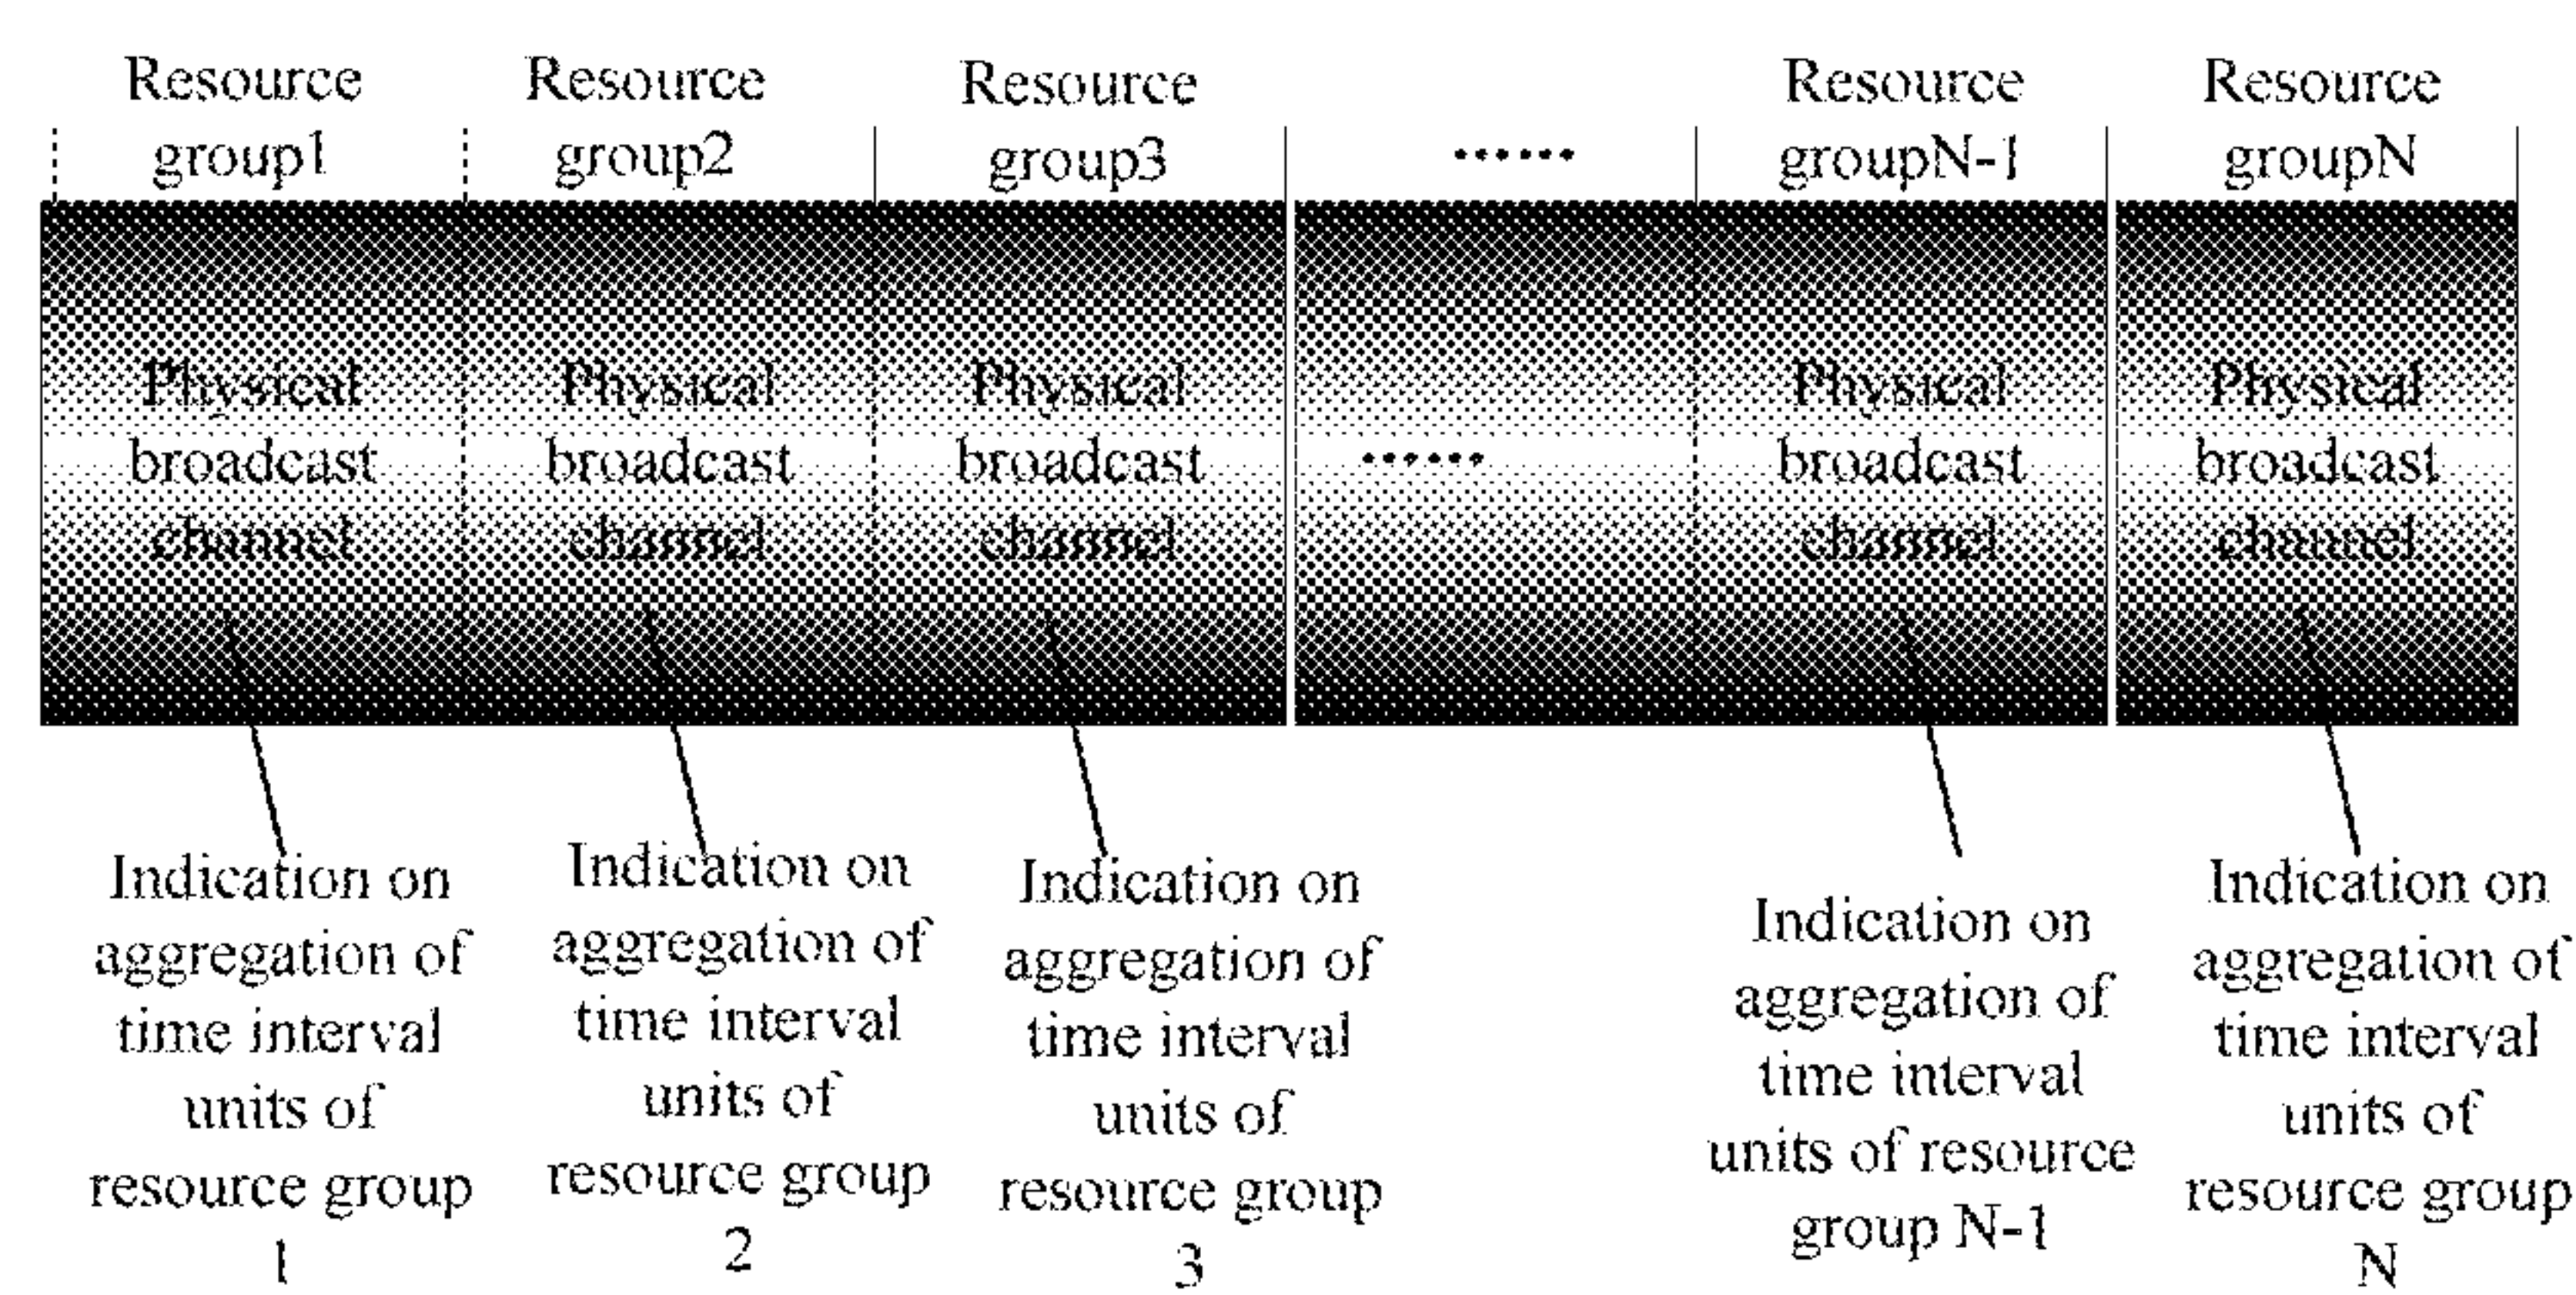 Resource
group1
Resource
group2
Resource
group3
......
Resource
groupN-1
Resource
groupN
Physical
broadcast
channel
Physical
broadcast
channel
Physical
broadcast
channel
......
Physical
broadcast
channel
Physical
broadcast
channel
Indication on
aggregation of
time interval
units of
resource group
1
Indication on
aggregation of
time interval
units of
resource group
2
Indication on
aggregation of
time interval
units of
resource group
3
Indication on
aggregation of
time interval
units of resource
group N-1
Indication on
aggregation of
time interval
units of
resource group
N